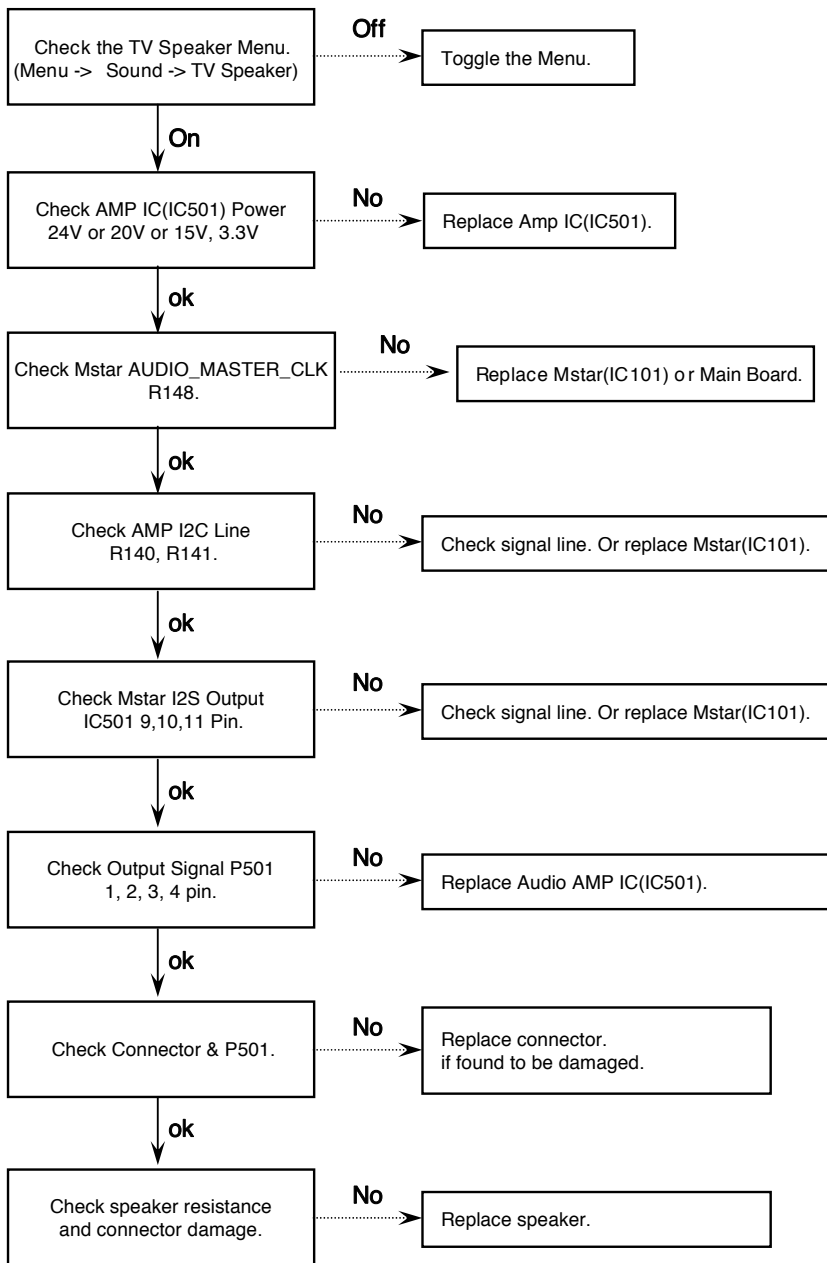 Check the TV Speaker Menu.
(Menu -> Sound -> TV Speaker)
Off
Toggle the Menu.
On
Check AMP IC(IC501) Power
24V or 20V or 15V, 3.3V
No
Replace Amp IC(IC501).
ok
Check Mstar AUDIO_MASTER_CLK
R148.
No
Replace Mstar(IC101) or Main Board.
ok
Check AMP I2C Line
R140, R141.
No
Check signal line. Or replace Mstar(IC101).
ok
Check Mstar I2S Output
IC501 9,10,11 Pin.
No
Check signal line. Or replace Mstar(IC101).
ok
Check Output Signal P501
1, 2, 3, 4 pin.
No
Replace Audio AMP IC(IC501).
ok
Check Connector & P501.
No
Replace connector.
if found to be damaged.
ok
Check speaker resistance
and connector damage.
No
Replace speaker.